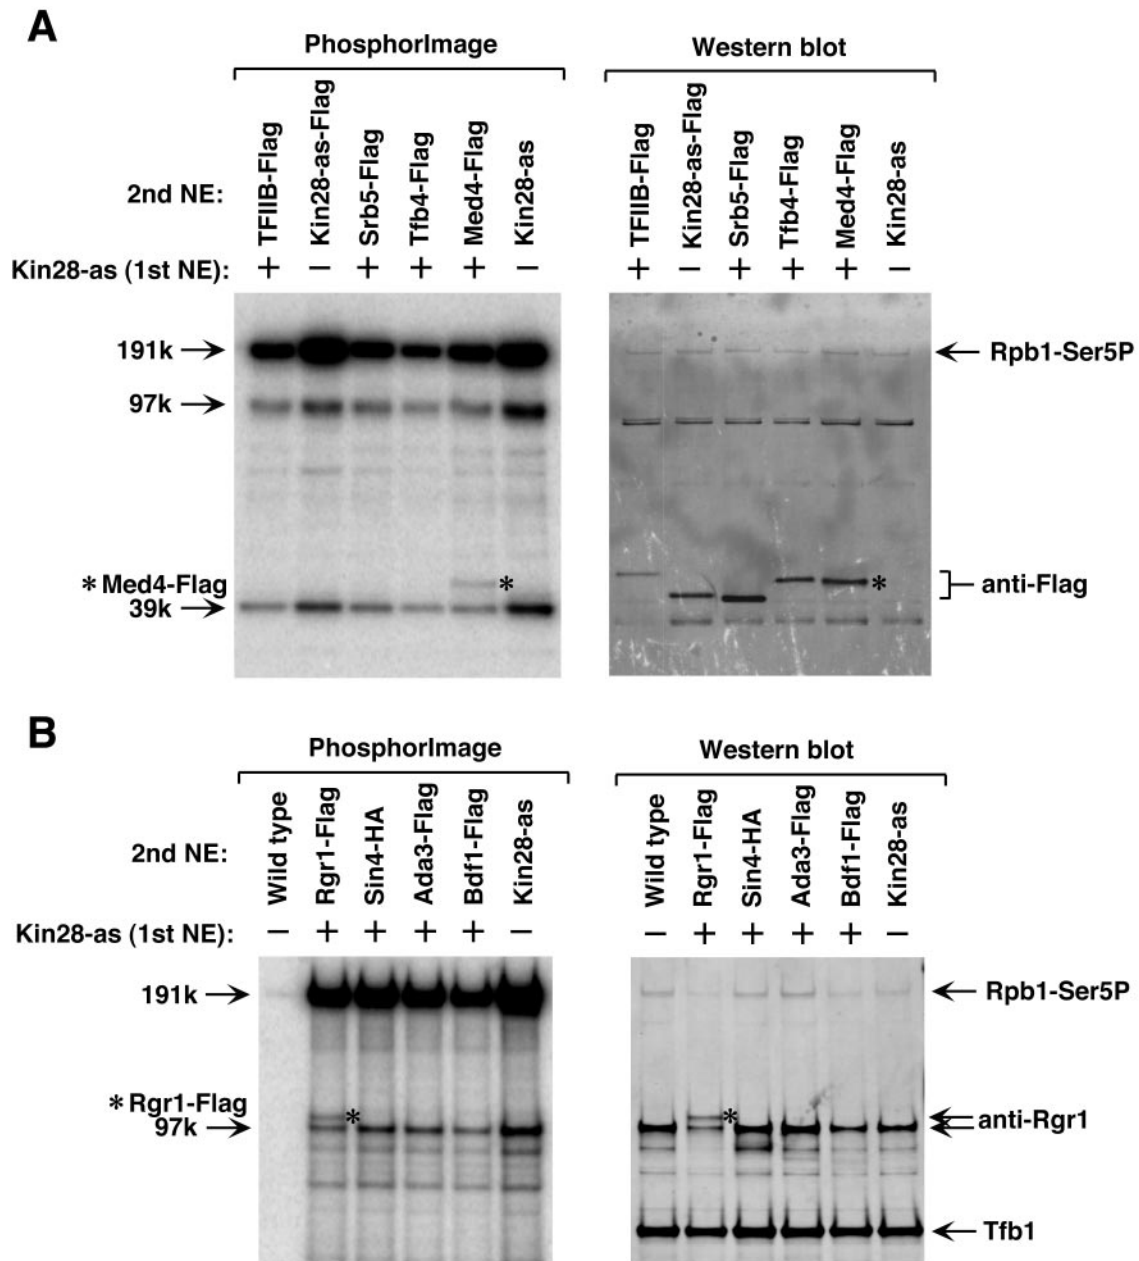 A
PhosphorImage
Western blot
2nd NE:
TFIIB-Flag
Kin28-as-Flag
Srb5-Flag
Tfb4-Flag
Med4-Flag
Kin28-as
TFIIB-Flag
Kin28-as-Flag
Srb5-Flag
Tfb4-Flag
Med4-Flag
Kin28-as
Kin28-as (1st NE): + − + + + − + − + + + −
191k
Rpb1-Ser5P
97k
* Med4-Flag * * anti-Flag
39k
B
PhosphorImage
Western blot
2nd NE:
Wild type
Rgr1-Flag
Sin4-HA
Ada3-Flag
Bdf1-Flag
Kin28-as
Wild type
Rgr1-Flag
Sin4-HA
Ada3-Flag
Bdf1-Flag
Kin28-as
Kin28-as (1st NE): − + + + + − − + + + + −
191k
Rpb1-Ser5P
* Rgr1-Flag * * anti-Rgr1
97k
Tfb1